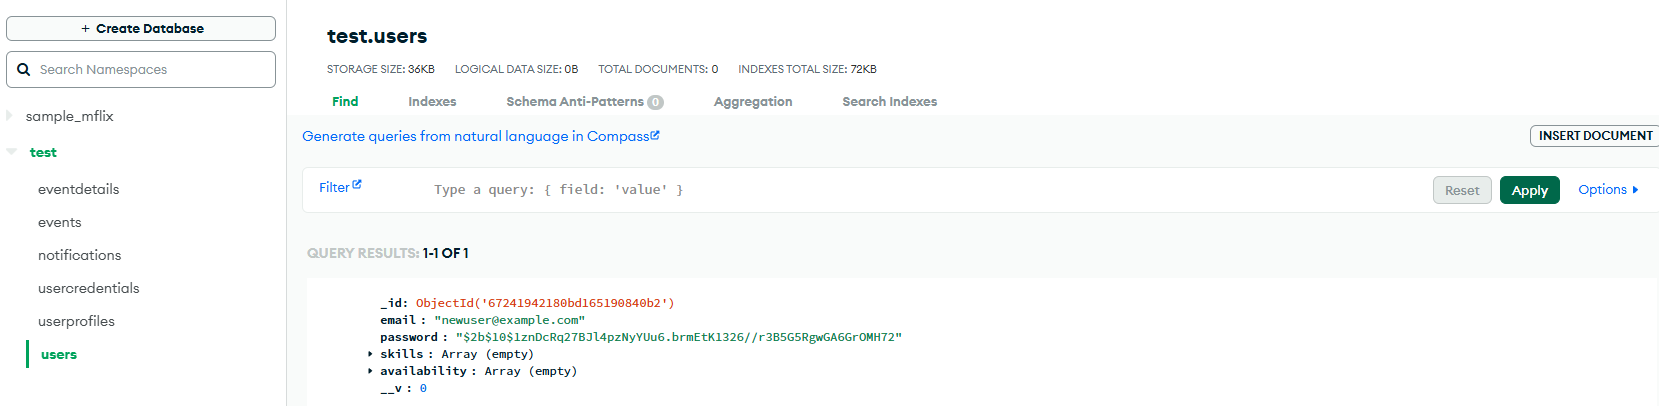 + Create Database
Search Namespaces
sample_mflix
test
eventdetails
events
notifications
usercredentials
userprofiles
users
test.users
STORAGE SIZE: 36KB LOGICAL DATA SIZE: 0B TOTAL DOCUMENTS: 0 INDEXES TOTAL SIZE: 72KB
Find Indexes Schema Anti-Patterns 0 Aggregation Search Indexes
Generate queries from natural language in Compass
INSERT DOCUMENT
Filter Type a query: { field: 'value' } Reset Apply Options
QUERY RESULTS: 1-1 OF 1
_id: ObjectId('67241942180bd165190840b2')
email : "newuser@example.com"
password : "$2b$10$1znDcRq27BJl4pzNyYUu6.brmEtK1326//r3B5G5RgwGA6GrOMH72"
skills : Array (empty)
availability : Array (empty)
__v : 0